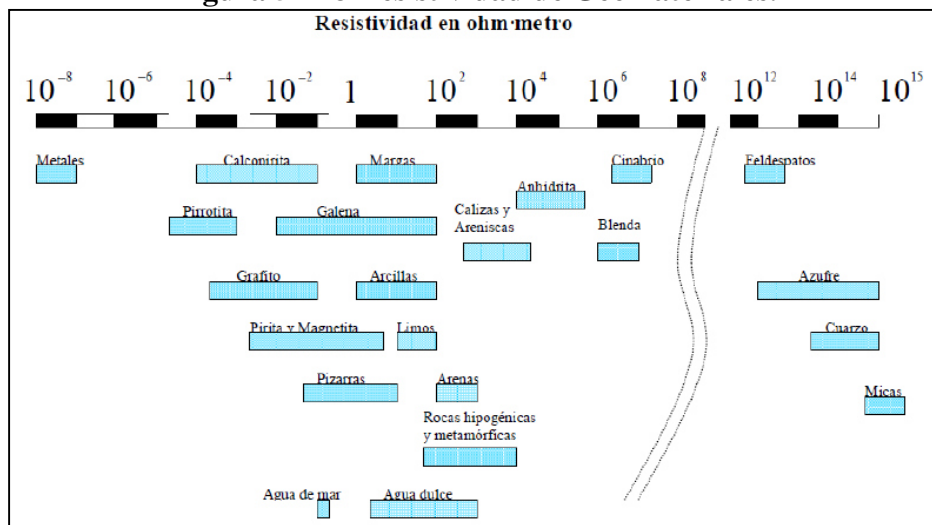 Resistividad en ohm·metro
10⁻⁸ 10⁻⁶ 10⁻⁴ 10⁻² 1 10² 10⁴ 10⁶ 10⁸ 10¹² 10¹⁴ 10¹⁵
Metales Calcopirita Margas Cinabrio Feldespatos
Anhidrita
Pirrotita Galena Calizas y
Areniscas Blenda
Grafito Arcillas Azufre
Pirita y Magnetita Limos Cuarzo
Pizarras Arenas Micas
Rocas hipogénicas
y metamórficas
Agua de mar Agua dulce